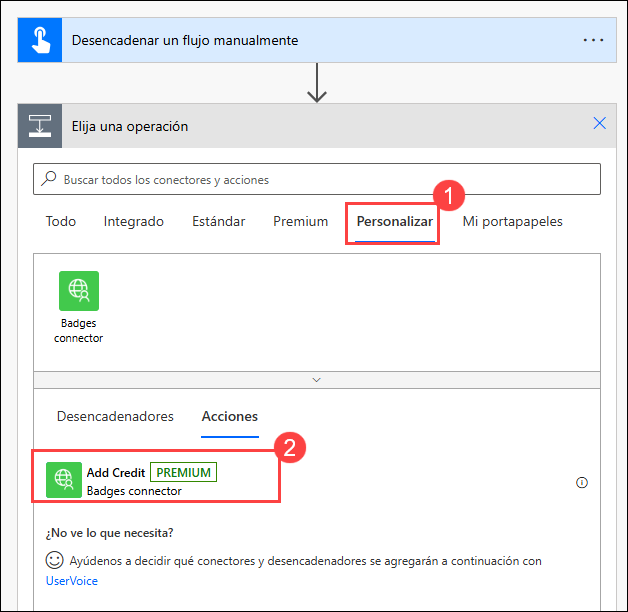 Desencadenar un flujo manualmente
Elija una operación
Buscar todos los conectores y acciones
1
Todo Integrado Estándar Premium Personalizar Mi portapapeles
Badges
connector
Desencadenadores Acciones
2
Add Credit PREMIUM
Badges connector
¿No ve lo que necesita?
Ayúdenos a decidir qué conectores y desencadenadores se agregarán a continuación con
UserVoice